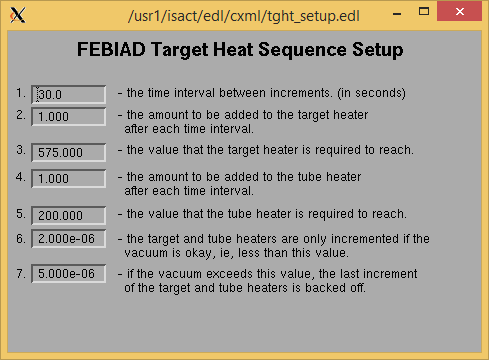 /usr1/isact/edl/cxml/tght_setup.edl
FEBIAD Target Heat Sequence Setup
1. 30.0 - the time interval between increments. (in seconds)
2. 1.000 - the amount to be added to the target heater
after each time interval.
3. 575.000 - the value that the target heater is required to reach.
4. 1.000 - the amount to be added to the tube heater
after each time interval.
5. 200.000 - the value that the tube heater is required to reach.
6. 2.000e-06 - the target and tube heaters are only incremented if the
vacuum is okay, ie, less than this value.
7. 5.000e-06 - if the vacuum exceeds this value, the last increment
of the target and tube heaters is backed off.